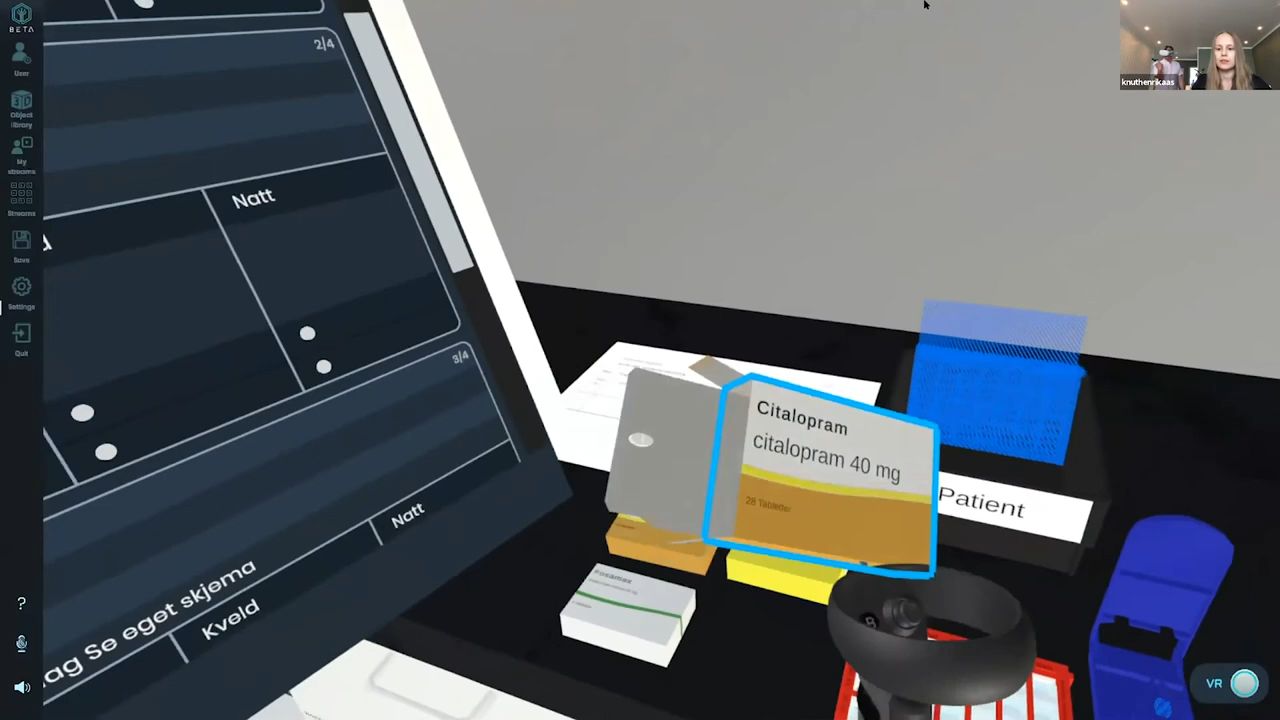 BETA
User
Object
library
My
streams
Streams
Save
Settings
Quit
?
2/4
Natt
3/4
Natt
Kveld
ag Se eget skjema
Citalopram
citalopram 40 mg
28 Tabletter
Patient
Fosamax
B
knuthenrikaas
VR